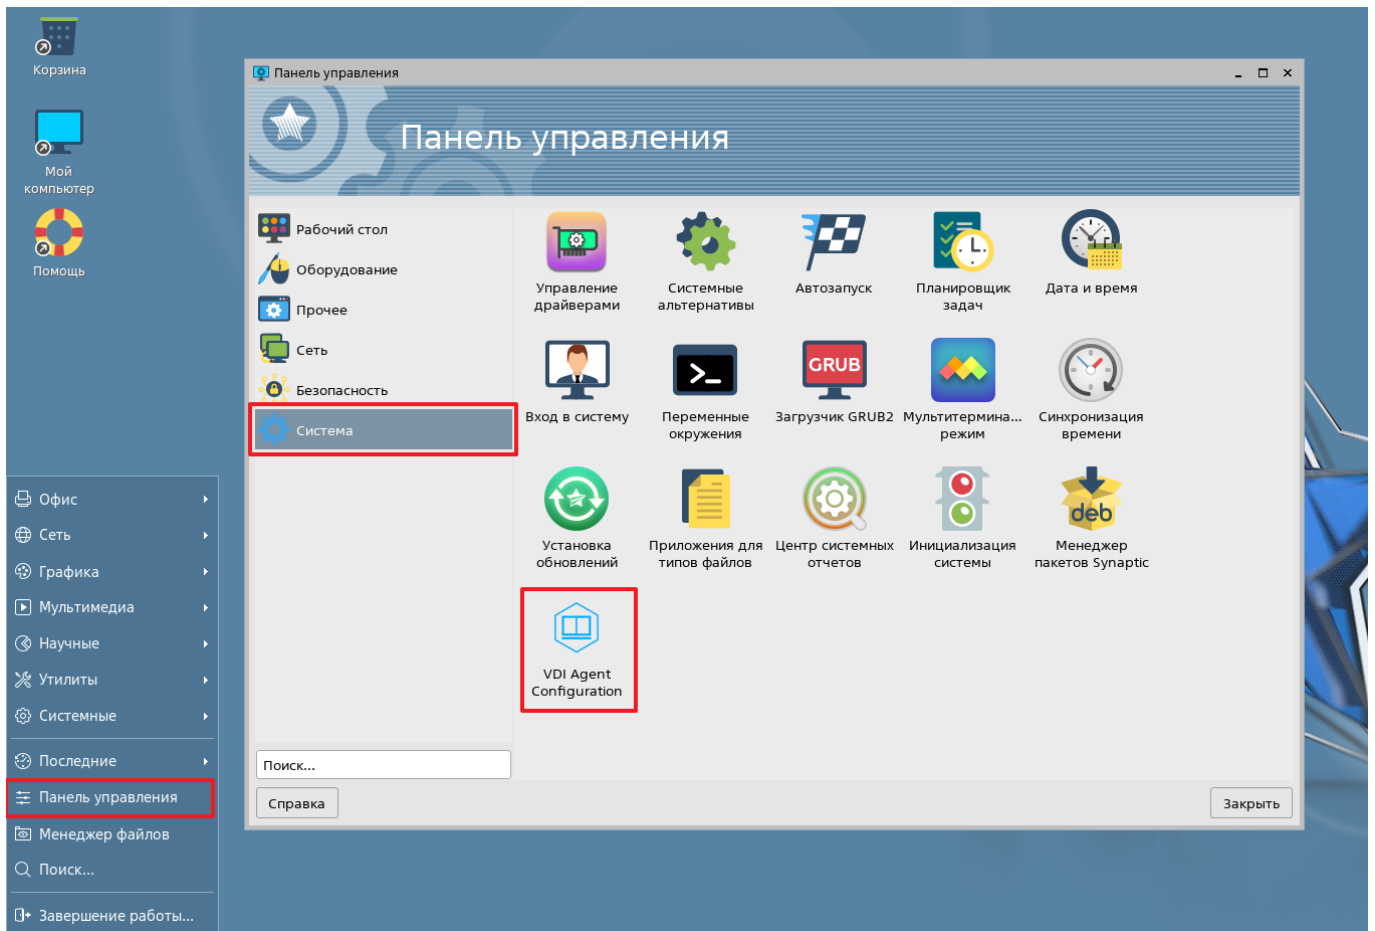 Корзина
Мой
компьютер
Помощь
Панель управления
Панель управления
Рабочий стол
Оборудование
Прочее
Сеть
Безопасность
Система
Управление
драйверами
Системные
альтернативы
Автозапуск
Планировщик
задач
Дата и время
Вход в систему
Переменные
окружения
GRUB
Загрузчик GRUB2
Мультитермина...
режим
Синхронизация
времени
Установка
обновлений
Приложения для
типов файлов
Центр системных
отчетов
Инициализация
системы
deb
Менеджер
пакетов Synaptic
VDI Agent
Configuration
Поиск...
Справка
Закрыть
Офис
Сеть
Графика
Мультимедиа
Научные
Утилиты
Системные
Последние
Панель управления
Менеджер файлов
Поиск...
Завершение работы...